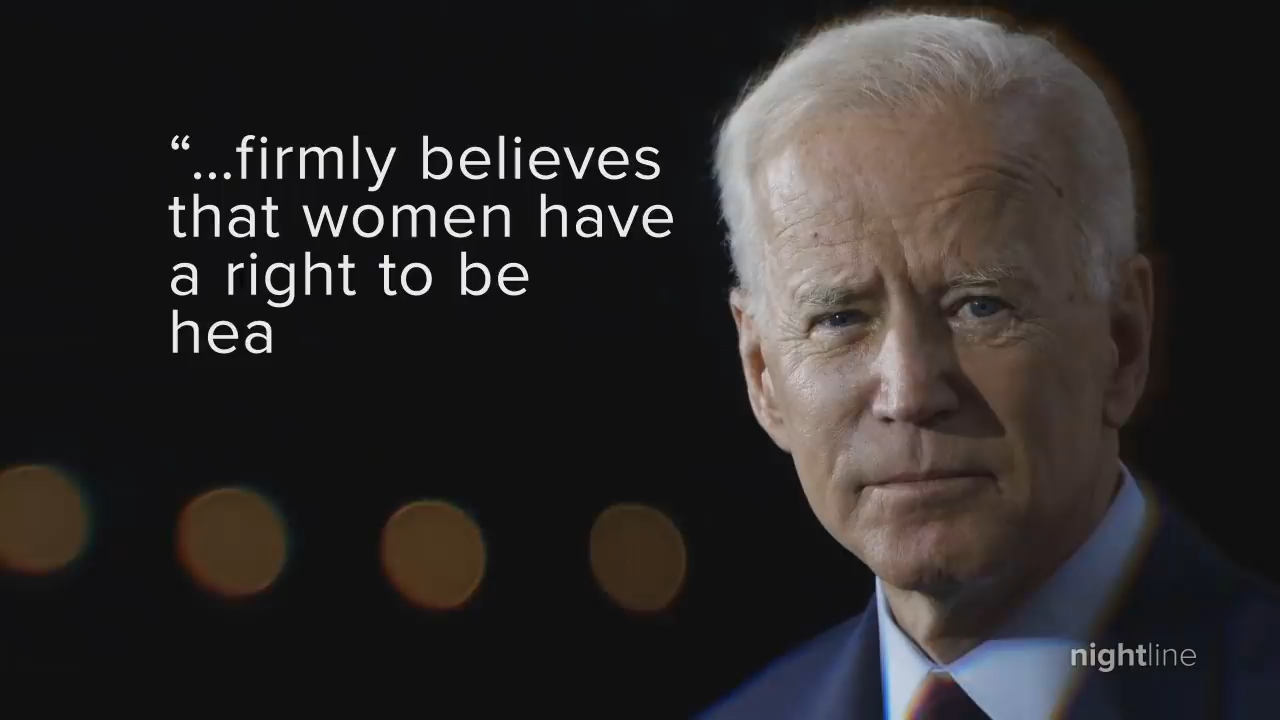 “...firmly believes
that women have
a right to be
hea
nightline